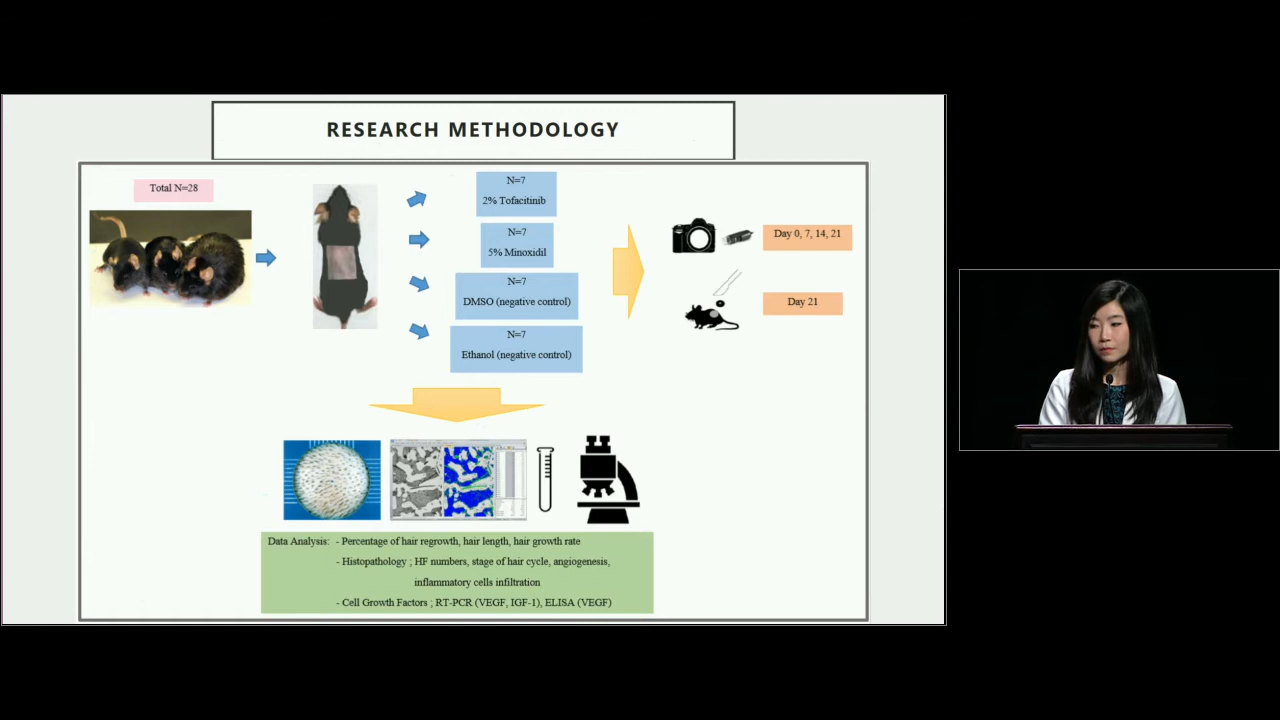 RESEARCH METHODOLOGY
Total N=28
N=7
2% Tofacitinib
N=7
5% Minoxidil
N=7
DMSO (negative control)
N=7
Ethanol (negative control)
Day 0, 7, 14, 21
Day 21
Data Analysis: - Percentage of hair regrowth, hair length, hair growth rate
- Histopathology ; HF numbers, stage of hair cycle, angiogenesis,
inflammatory cells infiltration
- Cell Growth Factors ; RT-PCR (VEGF, IGF-1), ELISA (VEGF)